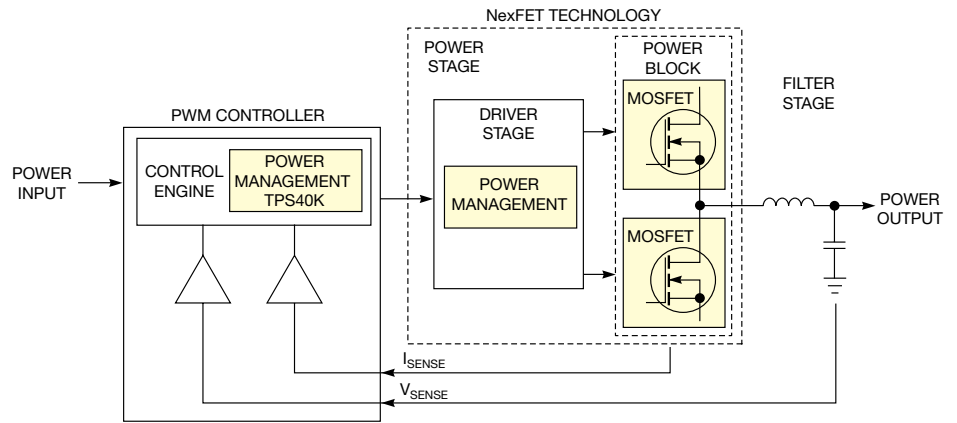 NexFET TECHNOLOGY
POWER
STAGE
POWER
BLOCK
MOSFET
FILTER
STAGE
PWM CONTROLLER
DRIVER
STAGE
POWER
INPUT
CONTROL
ENGINE
POWER
MANAGEMENT
TPS40K
POWER
MANAGEMENT
POWER
OUTPUT
MOSFET
ISENSE
VSENSE